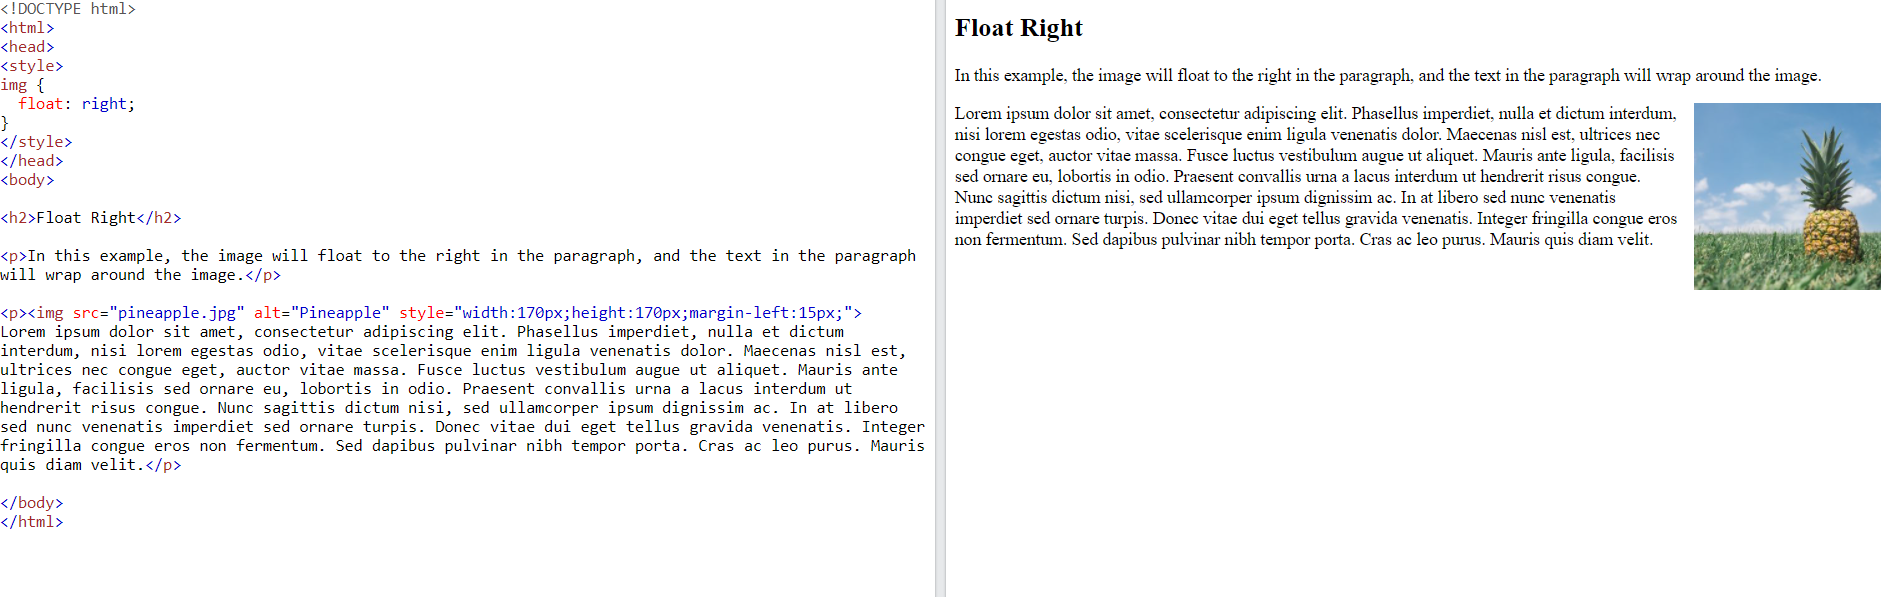 <!DOCTYPE html>
<html>
<head>
<style>
img {
  float: right;
}
</style>
</head>
<body>

<h2>Float Right</h2>

<p>In this example, the image will float to the right in the paragraph, and the text in the paragraph
will wrap around the image.</p>

<p><img src="pineapple.jpg" alt="Pineapple" style="width:170px;height:170px;margin-left:15px;">
Lorem ipsum dolor sit amet, consectetur adipiscing elit. Phasellus imperdiet, nulla et dictum
interdum, nisi lorem egestas odio, vitae scelerisque enim ligula venenatis dolor. Maecenas nisl est,
ultrices nec congue eget, auctor vitae massa. Fusce luctus vestibulum augue ut aliquet. Mauris ante
ligula, facilisis sed ornare eu, lobortis in odio. Praesent convallis urna a lacus interdum ut
hendrerit risus congue. Nunc sagittis dictum nisi, sed ullamcorper ipsum dignissim ac. In at libero
sed nunc venenatis imperdiet sed ornare turpis. Donec vitae dui eget tellus gravida venenatis. Integer
fringilla congue eros non fermentum. Sed dapibus pulvinar nibh tempor porta. Cras ac leo purus. Mauris
quis diam velit.</p>

</body>
</html>
Float Right
In this example, the image will float to the right in the paragraph, and the text in the paragraph will wrap around the image.
Lorem ipsum dolor sit amet, consectetur adipiscing elit. Phasellus imperdiet, nulla et dictum interdum,
nisi lorem egestas odio, vitae scelerisque enim ligula venenatis dolor. Maecenas nisl est, ultrices nec
congue eget, auctor vitae massa. Fusce luctus vestibulum augue ut aliquet. Mauris ante ligula, facilisis
sed ornare eu, lobortis in odio. Praesent convallis urna a lacus interdum ut hendrerit risus congue.
Nunc sagittis dictum nisi, sed ullamcorper ipsum dignissim ac. In at libero sed nunc venenatis
imperdiet sed ornare turpis. Donec vitae dui eget tellus gravida venenatis. Integer fringilla congue eros
non fermentum. Sed dapibus pulvinar nibh tempor porta. Cras ac leo purus. Mauris quis diam velit.